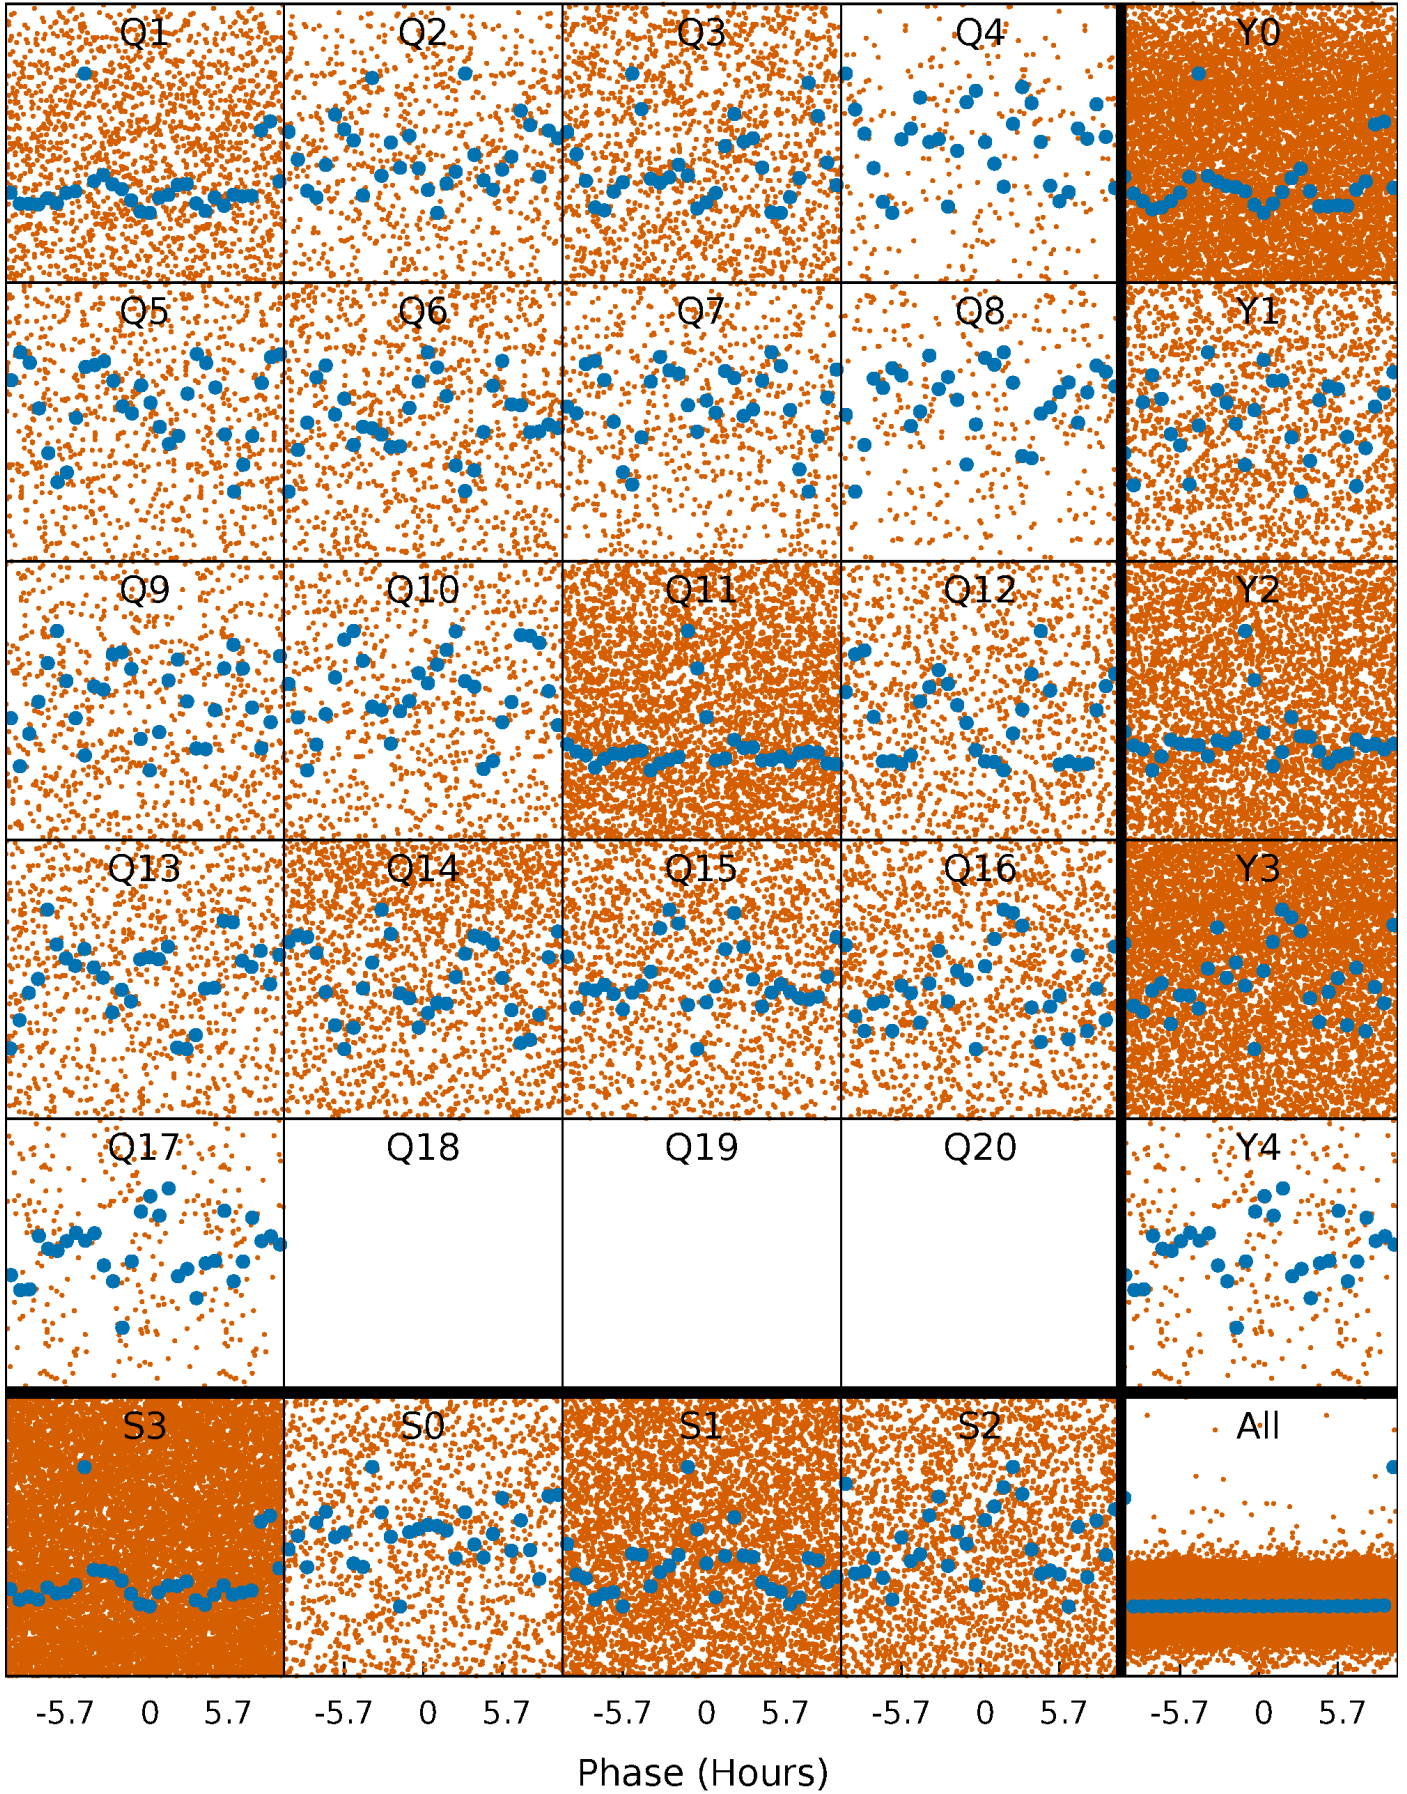 Q1 Q2 Q3 Q4 Y0
Q5 Q6 Q7 Q8 Y1
Q9 Q10 Q11 Q12 Y2
Q13 Q14 Q15 Q16 Y3
Q17 Q18 Q19 Q20 Y4
S3 S0 S1 S2 All
-5.7 0 5.7 -5.7 0 5.7 -5.7 0 5.7 -5.7 0 5.7 -5.7 0 5.7
Phase (Hours)